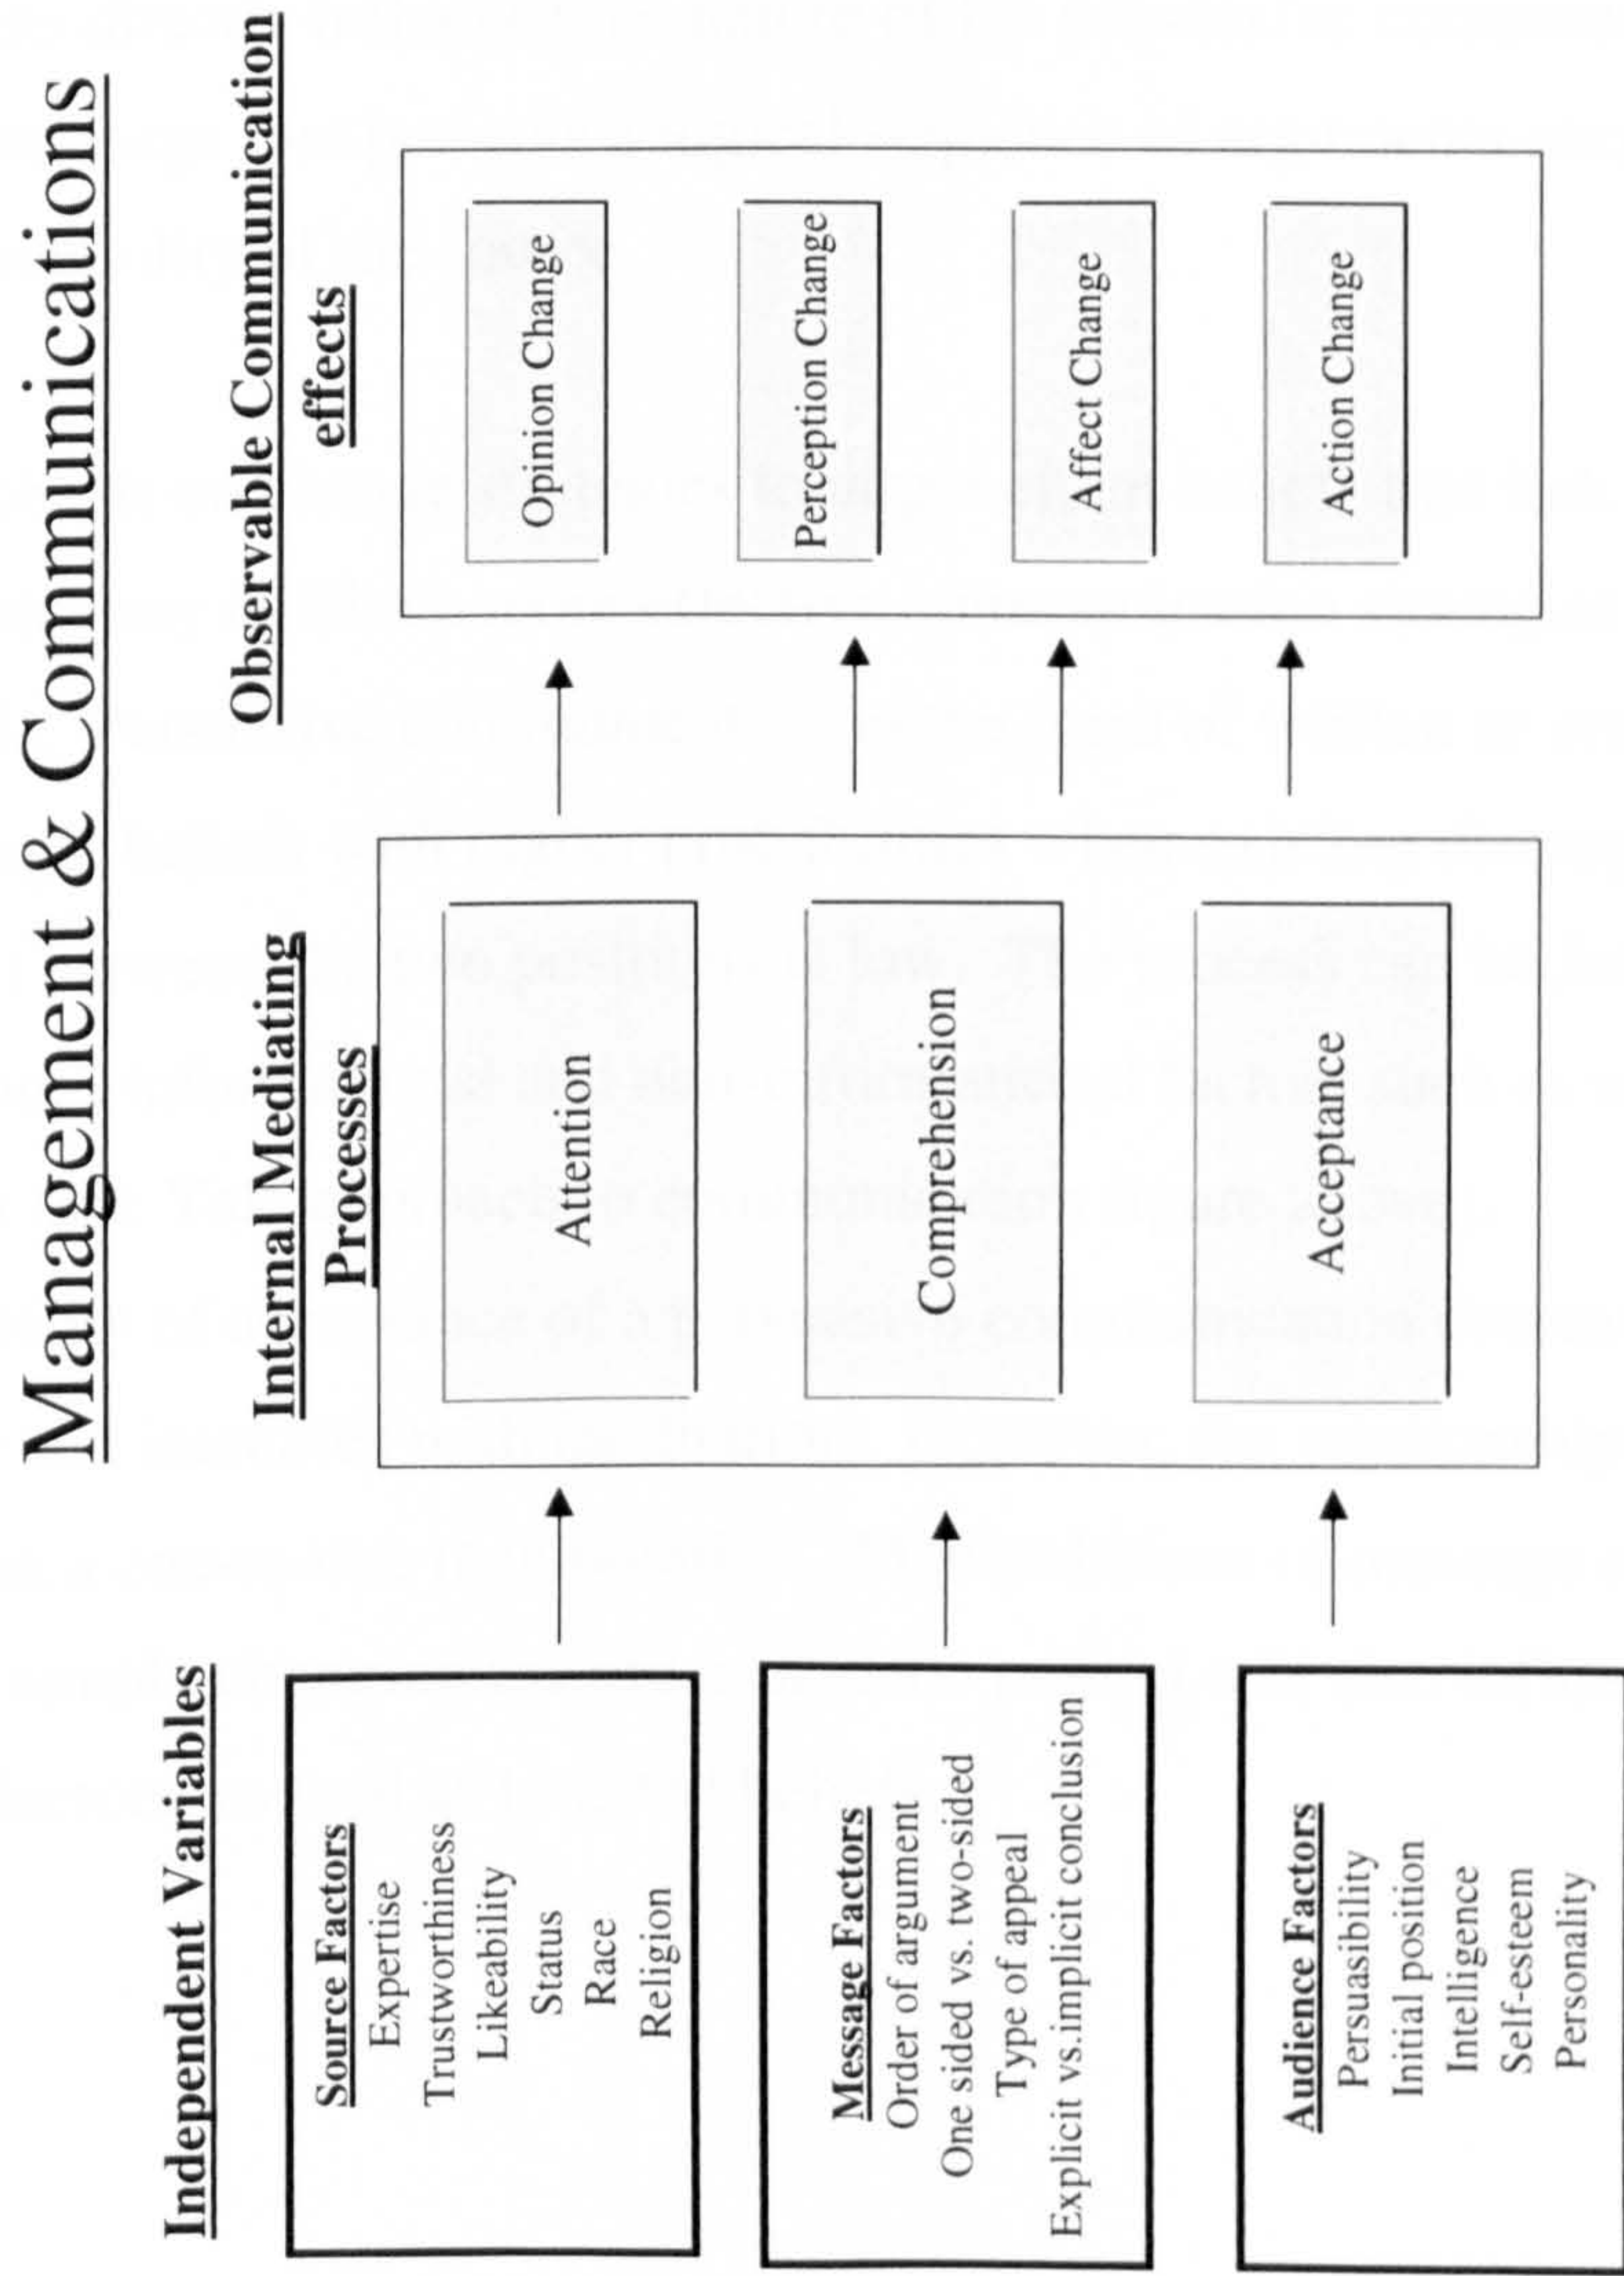 Management & Communications
Independent Variables
Source Factors
Expertise
Trustworthiness
Likeability
Status
Race
Religion
Message Factors
Order of argument
One sided vs. two-sided
Type of appeal
Explicit vs.implicit conclusion
Audience Factors
Persuasibility
Initial position
Intelligence
Self-esteem
Personality
Internal Mediating
Processes
Attention
Comprehension
Acceptance
Observable Communication
effects
Opinion Change
Perception Change
Affect Change
Action Change